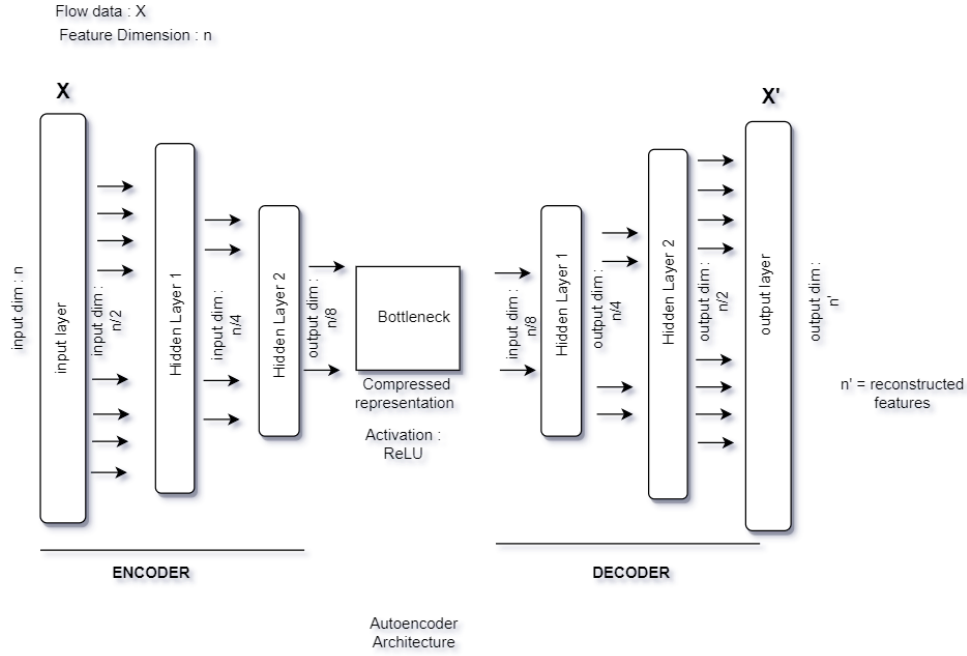 Flow data : X
Feature Dimension : n
X
X'
input dim : n
input layer
input dim :
n/2
Hidden Layer 1
input dim :
n/4
Hidden Layer 2
output dim :
n/8
Bottleneck
Compressed
representation
Activation :
ReLU
input dim :
n/8
Hidden Layer 1
output dim :
n/4
Hidden Layer 2
output dim :
n/2
output layer
output dim :
n'
n' = reconstructed
features
ENCODER
DECODER
Autoencoder
Architecture